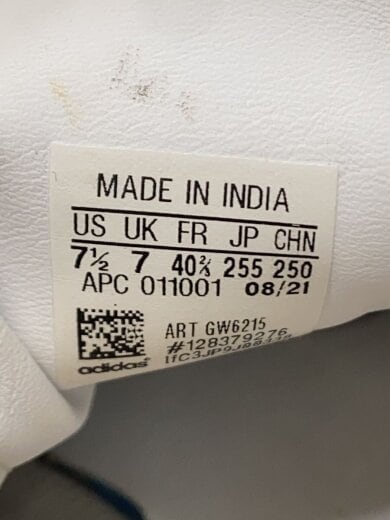 MADE IN INDIA
US UK FR JP CHN
7½ 7 40⅔ 255 250
APC 011001 08/21
ART GW6215
#128379276
adidas